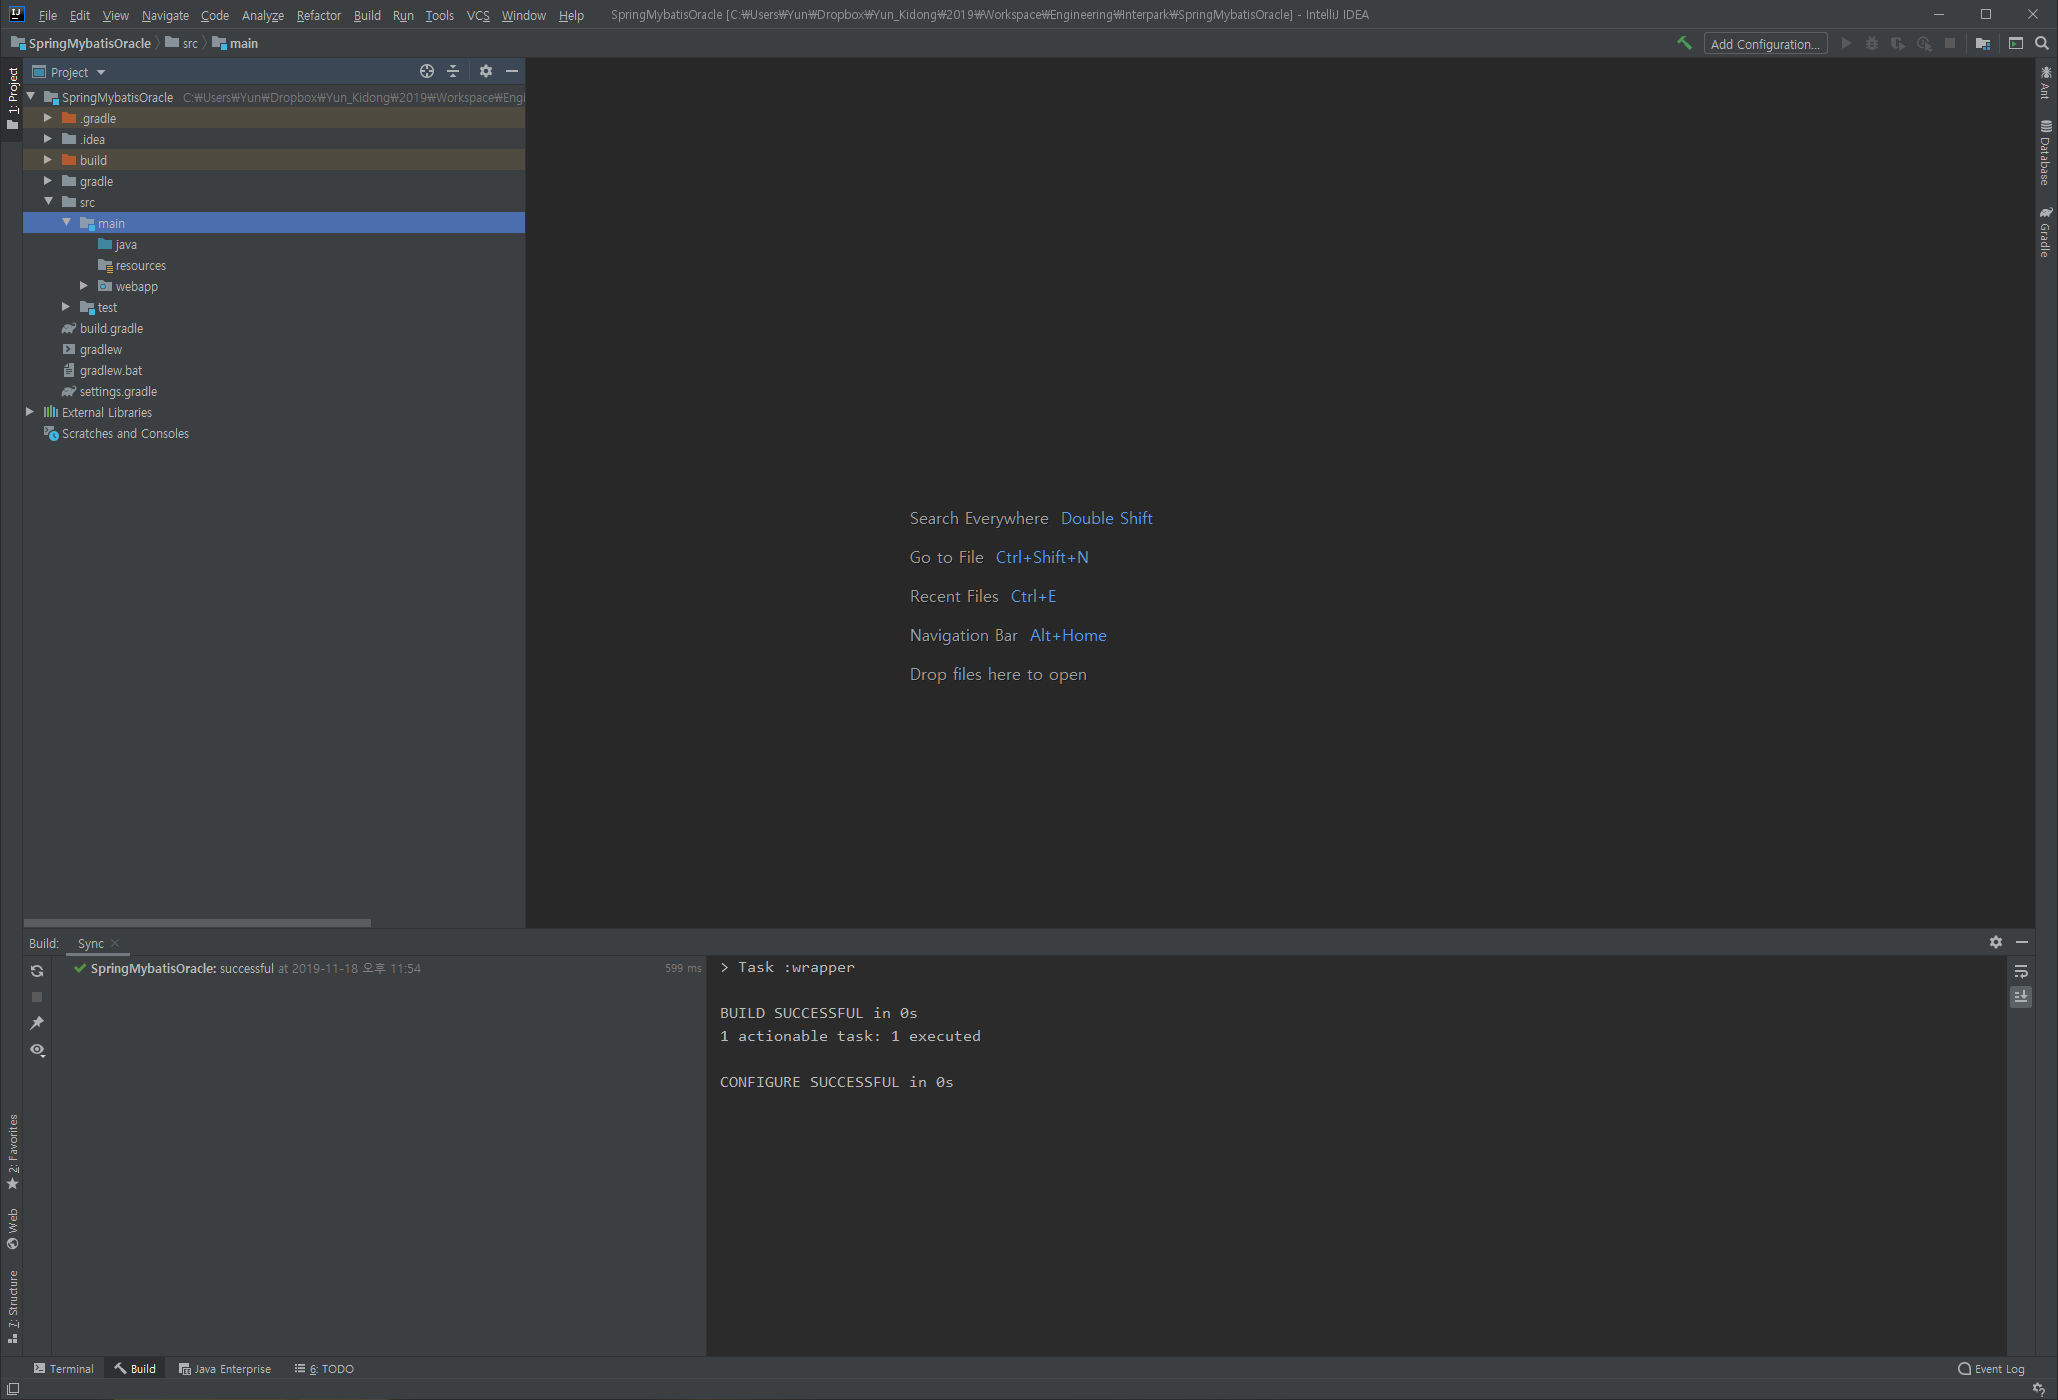 File Edit View Navigate Code Analyze Refactor Build Run Tools VCS Window Help SpringMybatisOracle [C:₩Users₩Yun₩Dropbox₩Yun_Kidong₩2019₩Workspace₩Engineering₩Interpark₩SpringMybatisOracle] - IntelliJ IDEA
SpringMybatisOracle src main Add Configuration...
1: Project
Project
SpringMybatisOracle C:₩Users₩Yun₩Dropbox₩Yun_Kidong₩2019₩Workspace₩Engi
.gradle
.idea
build
gradle
src
main
java
resources
webapp
test
build.gradle
gradlew
gradlew.bat
settings.gradle
External Libraries
Scratches and Consoles
Search Everywhere Double Shift
Go to File Ctrl+Shift+N
Recent Files Ctrl+E
Navigation Bar Alt+Home
Drop files here to open
Ant
Database
Gradle
Build: Sync
SpringMybatisOracle: successful at 2019-11-18 오후 11:54 599 ms
> Task :wrapper
BUILD SUCCESSFUL in 0s
1 actionable task: 1 executed
CONFIGURE SUCCESSFUL in 0s
2: Favorites
Web
7: Structure
Terminal Build Java Enterprise 6: TODO Event Log